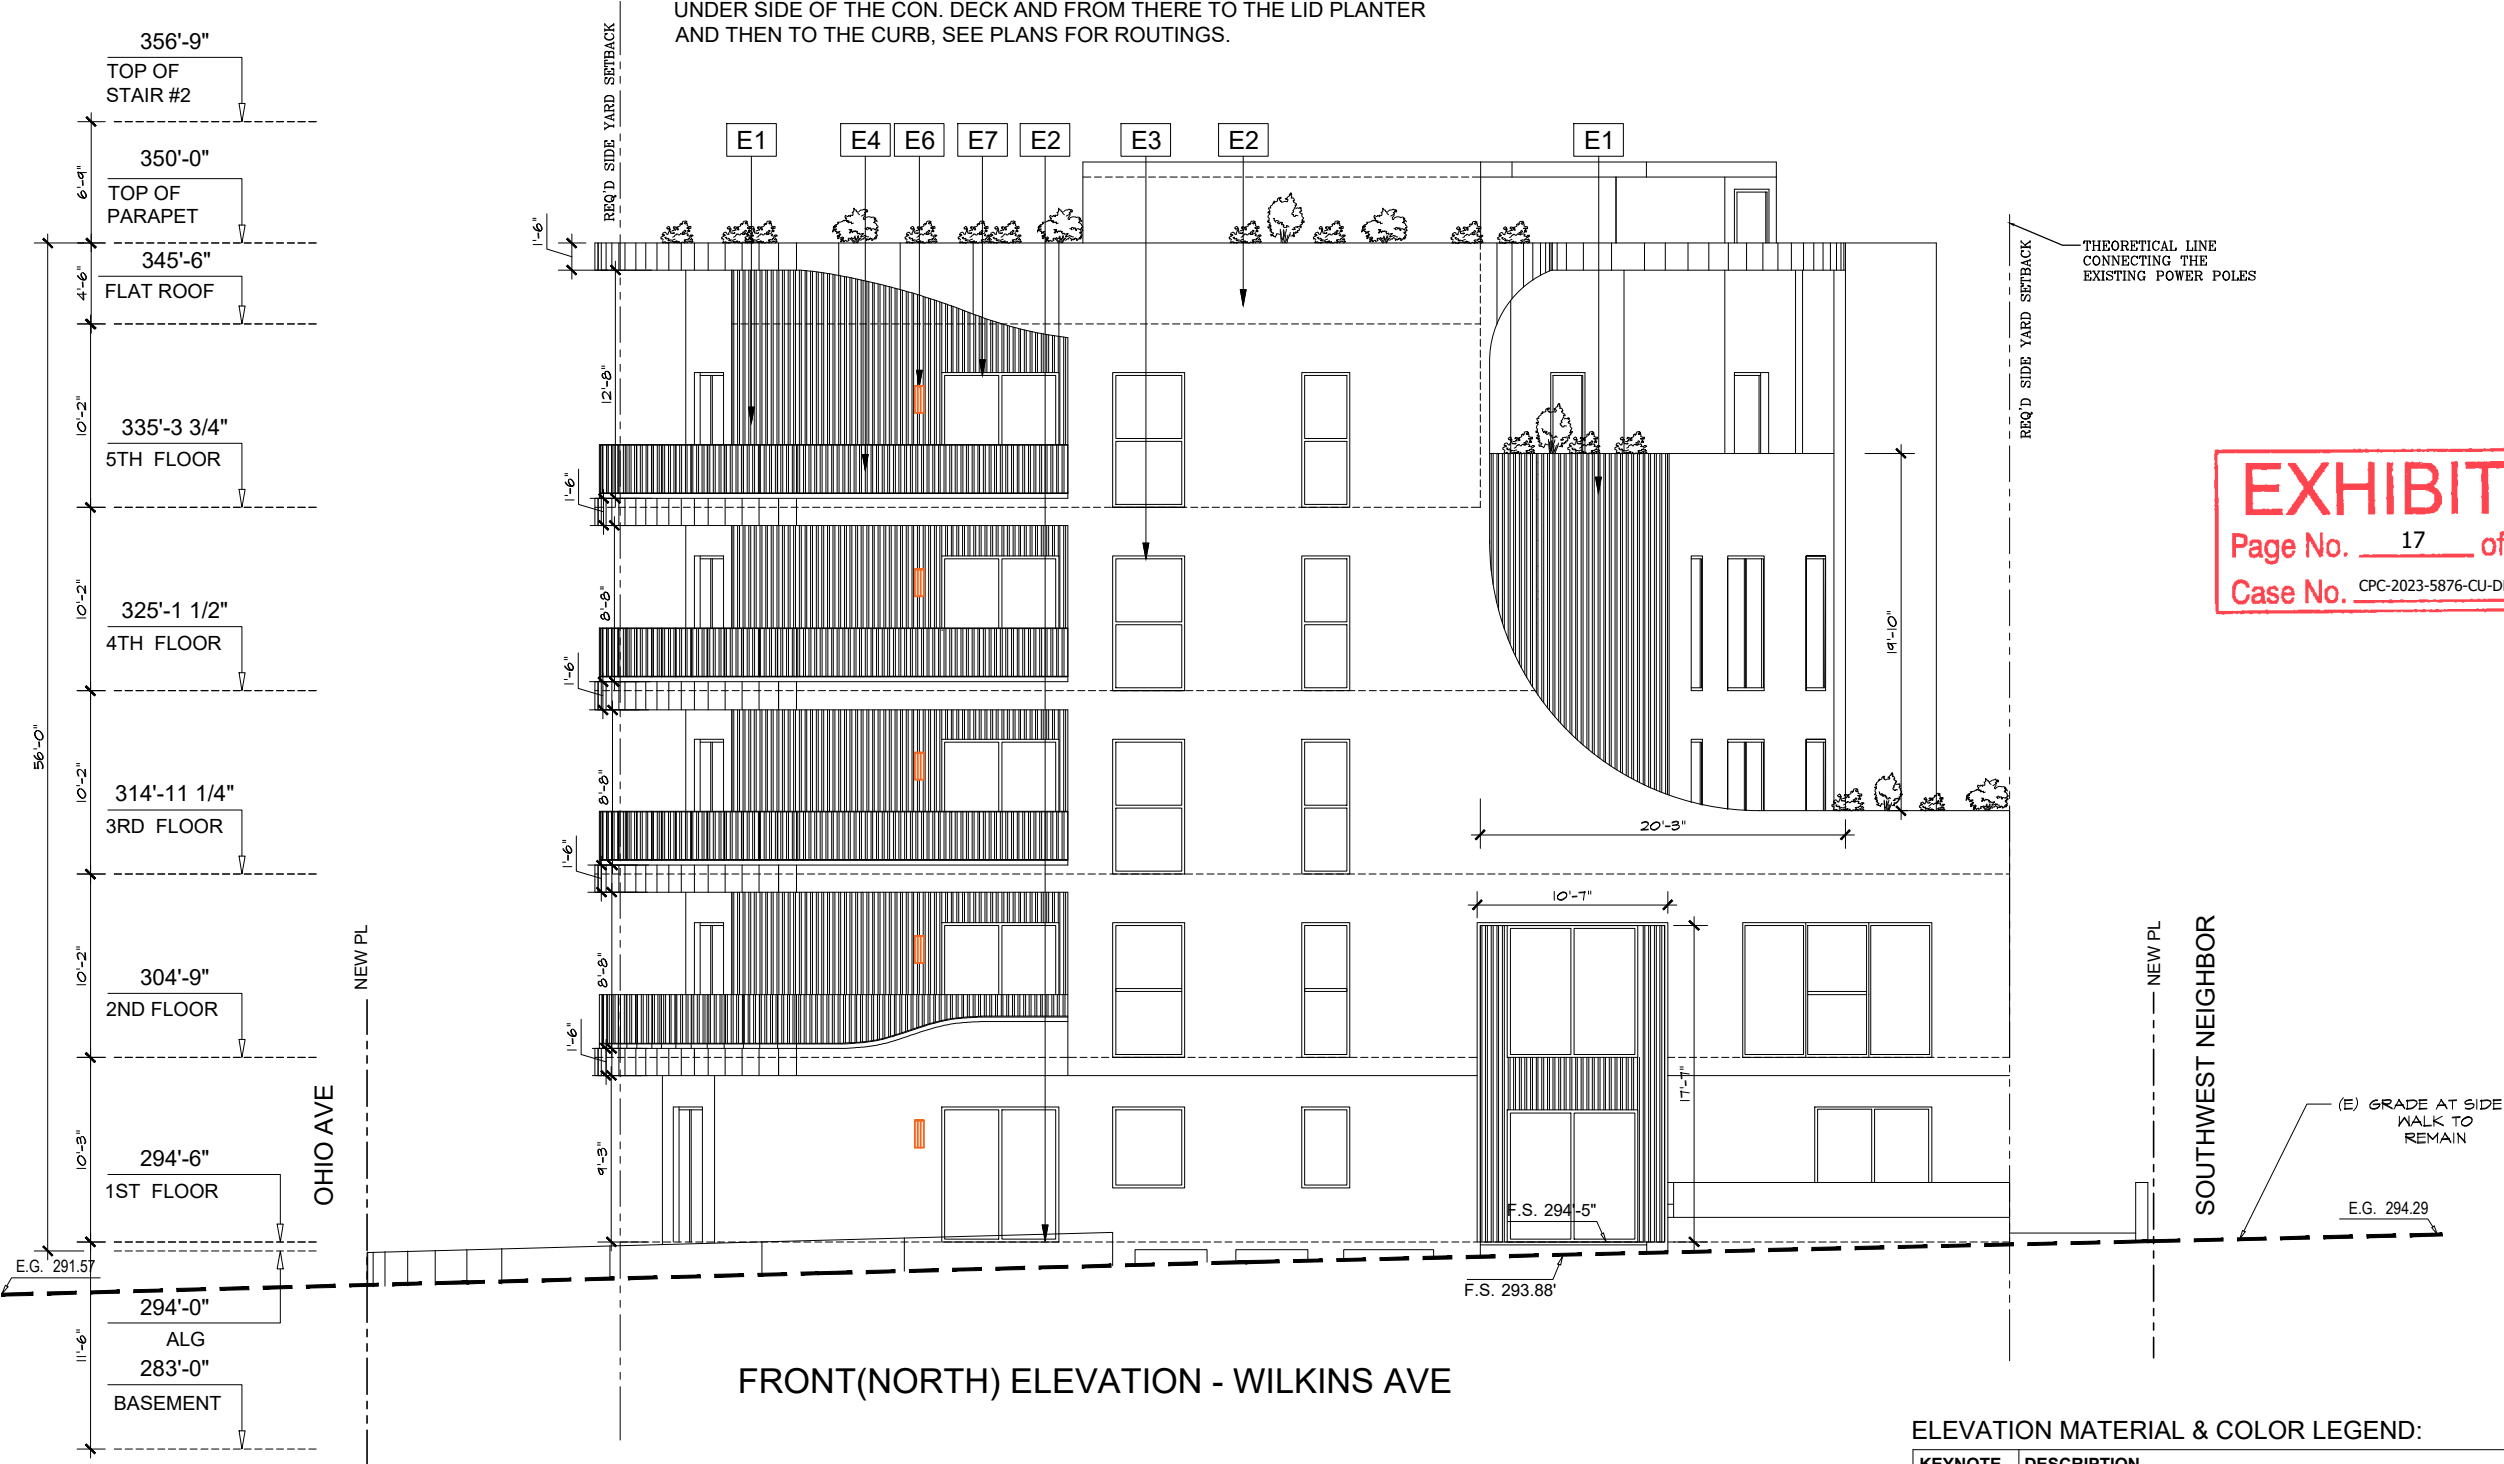 UNDER SIDE OF THE CON. DECK AND FROM THERE TO THE LID PLANTER
AND THEN TO THE CURB, SEE PLANS FOR ROUTINGS.
356'-9"
TOP OF
STAIR #2
350'-0"
TOP OF
PARAPET
345'-6"
FLAT ROOF
335'-3 3/4"
5TH FLOOR
325'-1 1/2"
4TH FLOOR
314'-11 1/4"
3RD FLOOR
304'-9"
2ND FLOOR
294'-6"
1ST FLOOR
294'-0"
ALG
283'-0"
BASEMENT
6'-9"
4'-6"
10'-2"
10'-2"
10'-2"
10'-2"
10'-3"
11'-6"
56'-0"
E.G. 291.57
OHIO AVE
NEW PL
REQ'D SIDE YARD SETBACK
E1
E4
E6
E7
E2
E3
E2
E1
1'-6"
12'-8"
1'-6"
8'-8"
1'-6"
8'-8"
1'-6"
8'-8"
1'-6"
9'-3"
19'-10"
20'-3"
10'-7"
17'-7"
F.S. 294'-5"
F.S. 293.88'
REQ'D SIDE YARD SETBACK
THEORETICAL LINE
CONNECTING THE
EXISTING POWER POLES
EXHIBIT
Page No. 17 of
Case No. CPC-2023-5876-CU-D
NEW PL
SOUTHWEST NEIGHBOR
(E) GRADE AT SIDE
WALK TO
REMAIN
E.G. 294.29
FRONT(NORTH) ELEVATION - WILKINS AVE
ELEVATION MATERIAL & COLOR LEGEND:
KEYNOTE DESCRIPTION